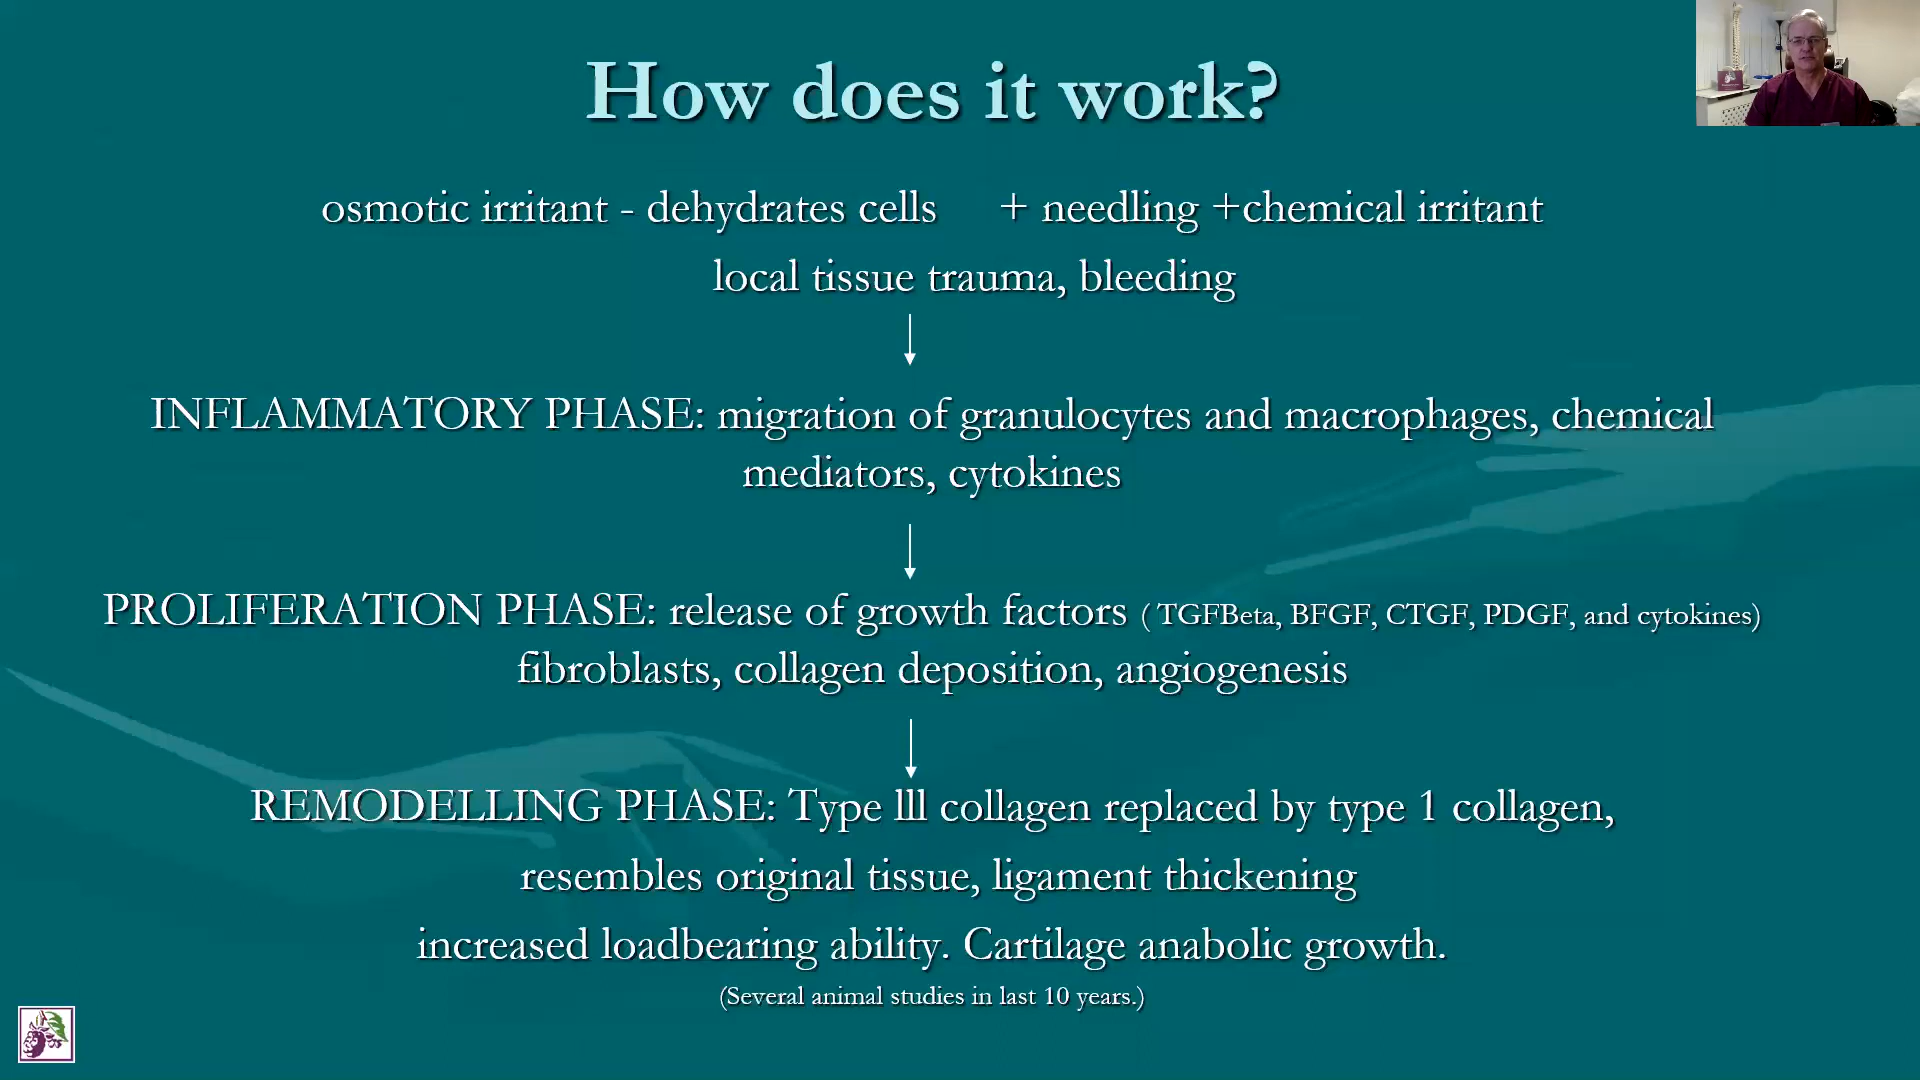 How does it work?
osmotic irritant - dehydrates cells + needling +chemical irritant
local tissue trauma, bleeding
INFLAMMATORY PHASE: migration of granulocytes and macrophages, chemical
mediators, cytokines
PROLIFERATION PHASE: release of growth factors ( TGFBeta, BFGF, CTGF, PDGF, and cytokines)
fibroblasts, collagen deposition, angiogenesis
REMODELLING PHASE: Type lll collagen replaced by type 1 collagen,
resembles original tissue, ligament thickening
increased loadbearing ability. Cartilage anabolic growth.
(Several animal studies in last 10 years.)